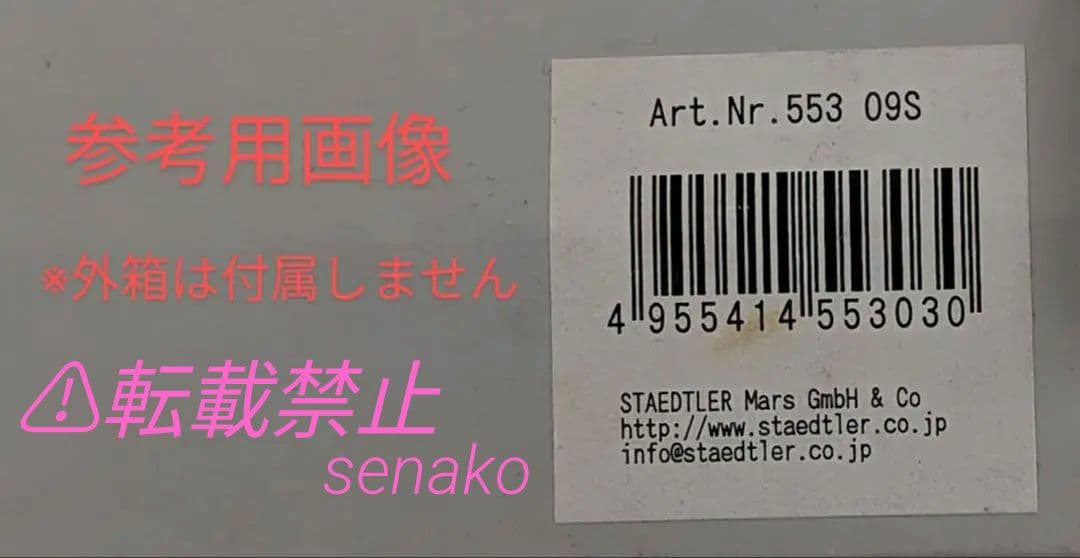 参考用画像
※外箱は付属しません
⚠転載禁止
senako
Art.Nr.553 09S
4 955414 553030
STAEDTLER Mars GmbH & Co
http://www.staedtler.co.jp
info@staedtler.co.jp